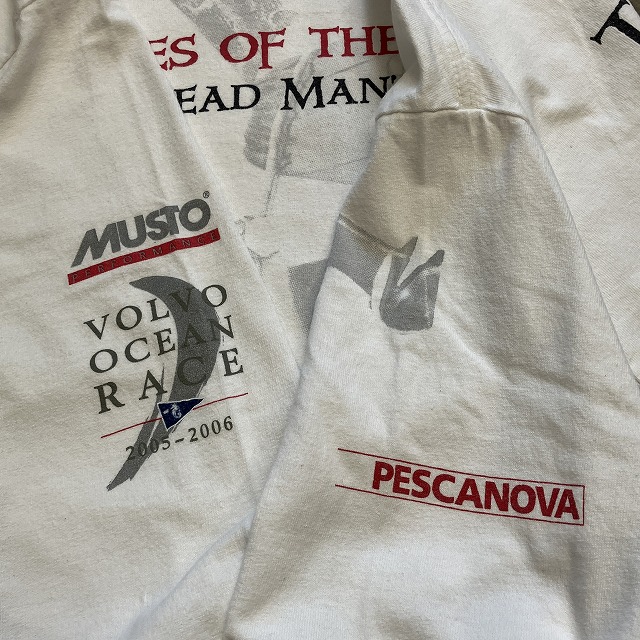 ES OF THE
EAD MAN'
MUSTO®
PERFORMANCE
VOLVO
OCEAN
RACE
2005-2006
PESCANOVA